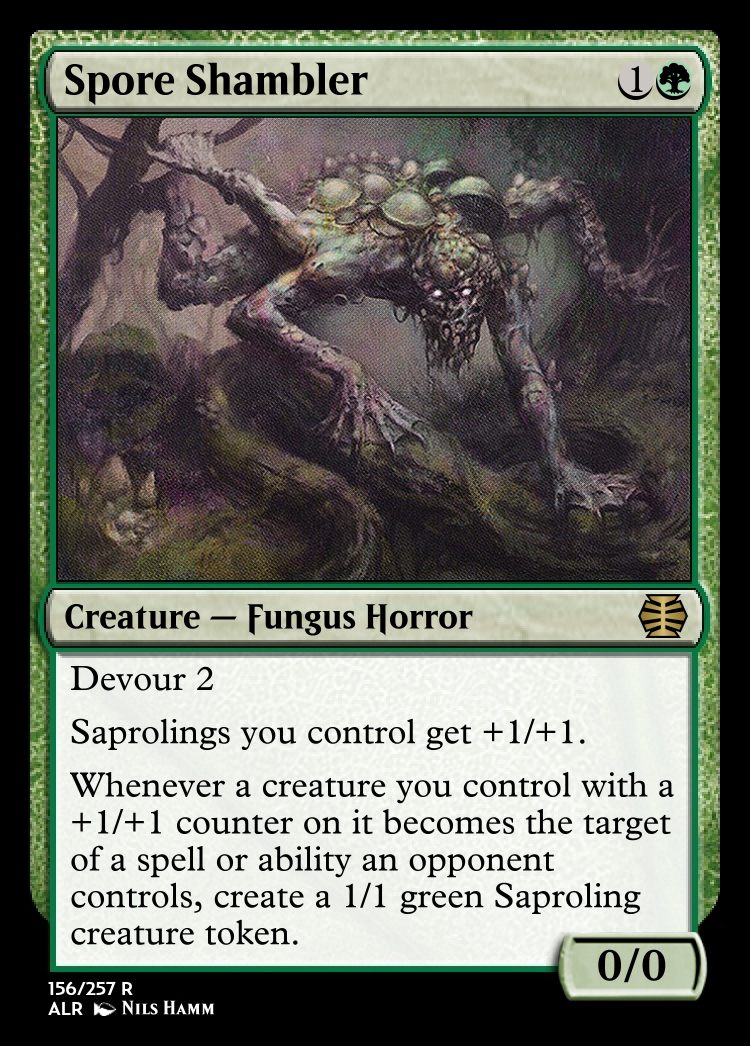 Spore Shambler 1
Creature — Fungus Horror
Devour 2
Saprolings you control get +1/+1.
Whenever a creature you control with a
+1/+1 counter on it becomes the target
of a spell or ability an opponent
controls, create a 1/1 green Saproling
creature token.
0/0
156/257 R
ALR Nils Hamm